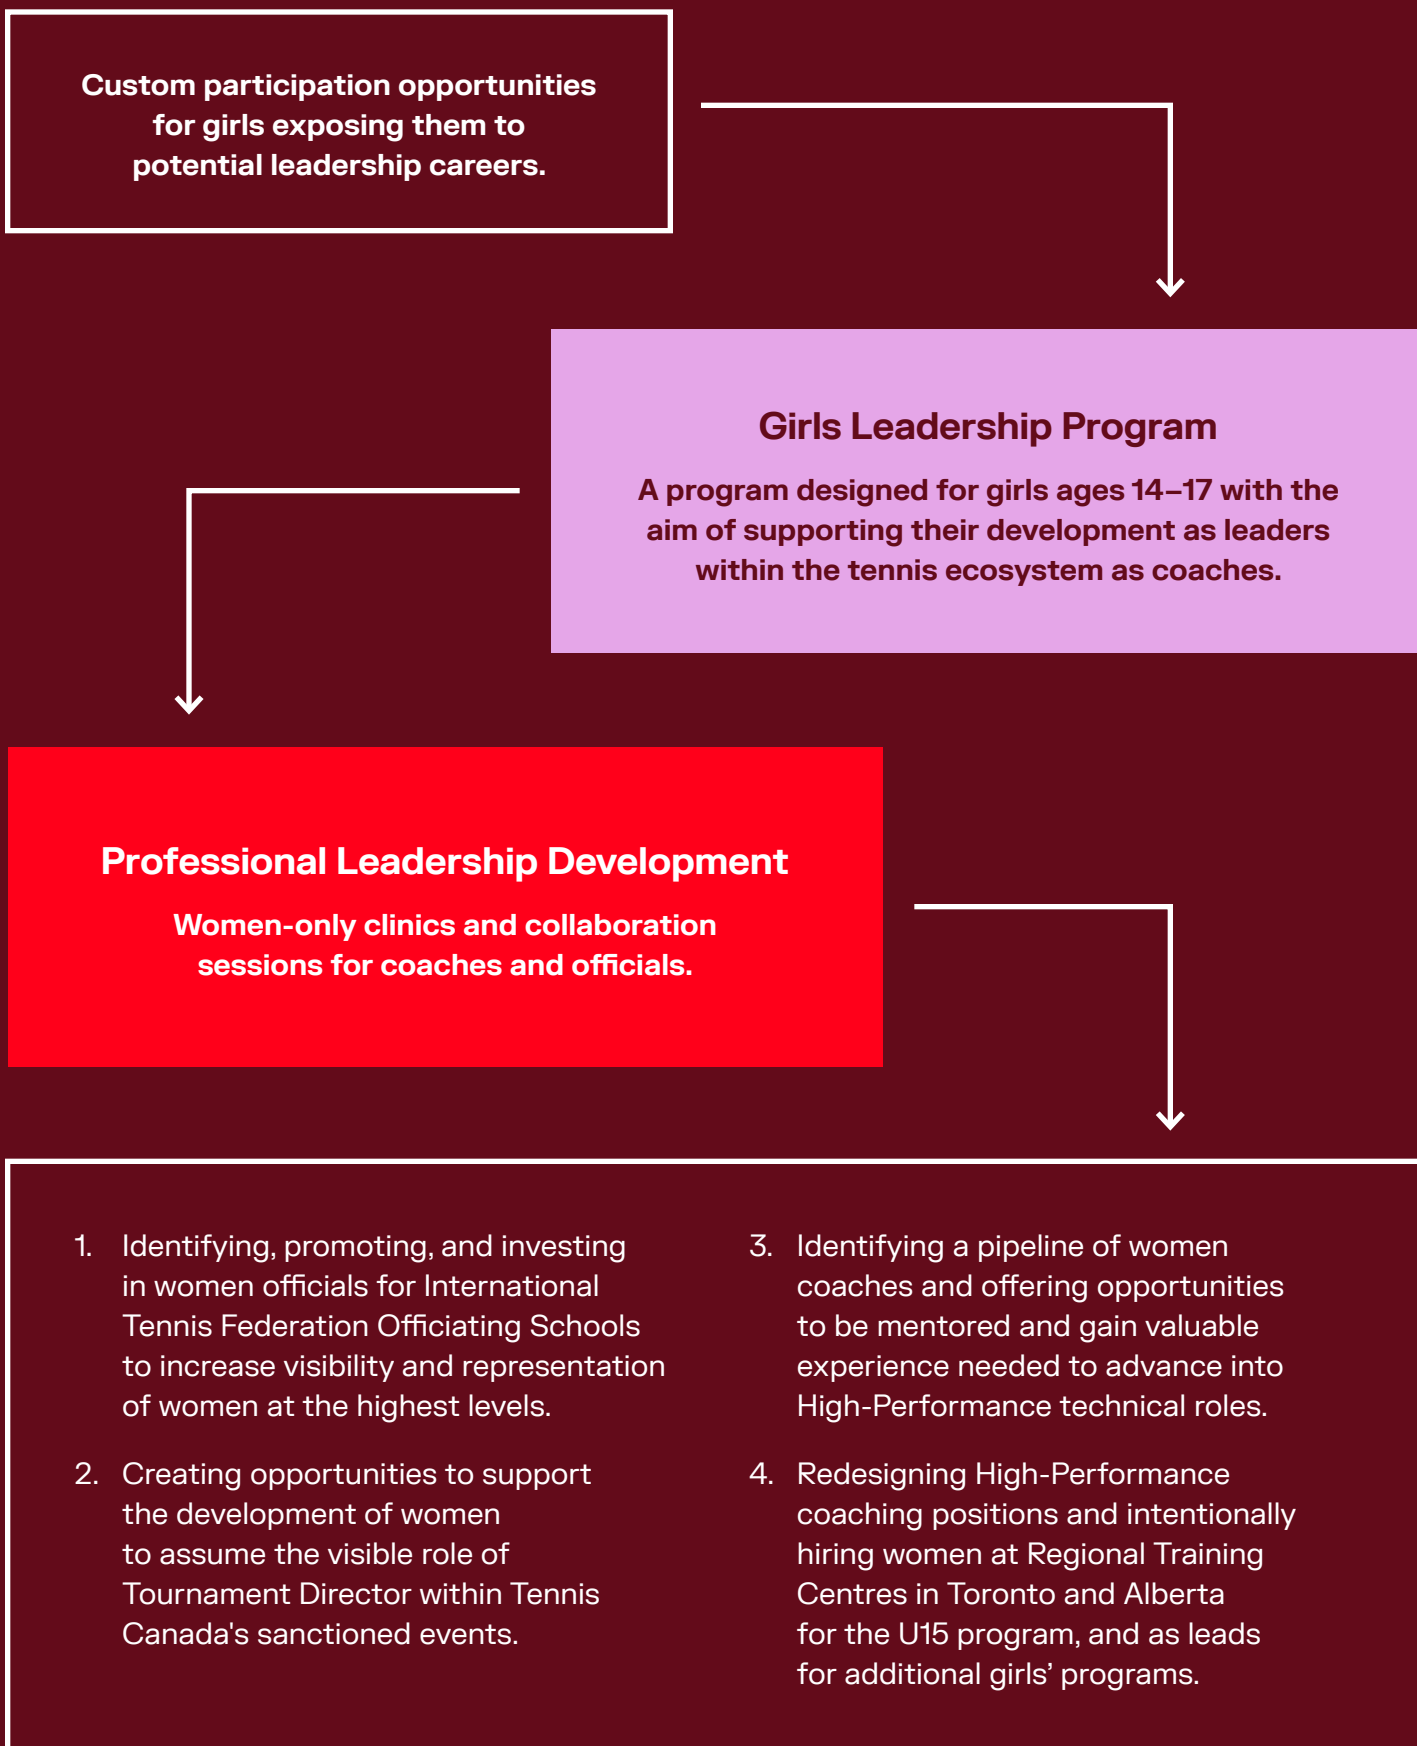 Custom participation opportunities
for girls exposing them to
potential leadership careers.
Girls Leadership Program
A program designed for girls ages 14–17 with the
aim of supporting their development as leaders
within the tennis ecosystem as coaches.
Professional Leadership Development
Women-only clinics and collaboration
sessions for coaches and officials.
1. Identifying, promoting, and investing
in women officials for International
Tennis Federation Officiating Schools
to increase visibility and representation
of women at the highest levels.
2. Creating opportunities to support
the development of women
to assume the visible role of
Tournament Director within Tennis
Canada's sanctioned events.
3. Identifying a pipeline of women
coaches and offering opportunities
to be mentored and gain valuable
experience needed to advance into
High-Performance technical roles.
4. Redesigning High-Performance
coaching positions and intentionally
hiring women at Regional Training
Centres in Toronto and Alberta
for the U15 program, and as leads
for additional girls’ programs.